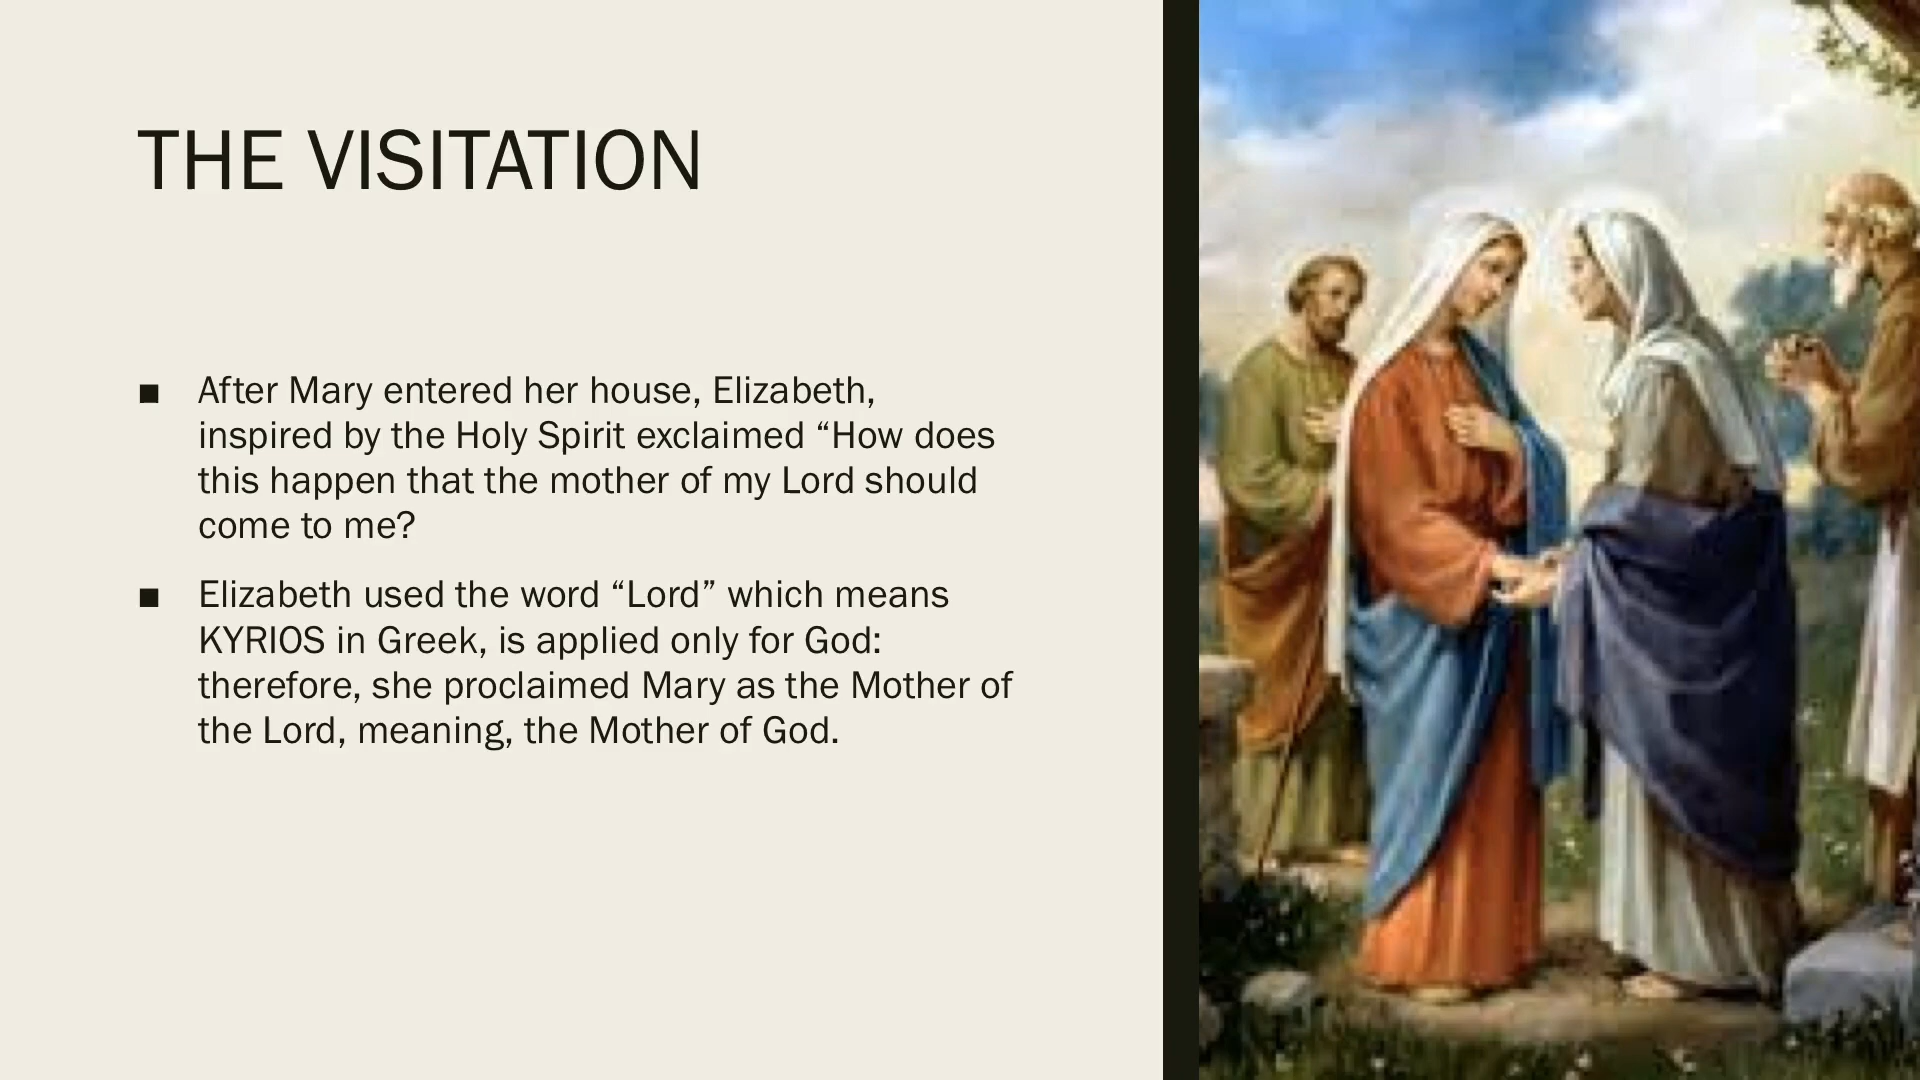 THE VISITATION
■ After Mary entered her house, Elizabeth,
inspired by the Holy Spirit exclaimed “How does
this happen that the mother of my Lord should
come to me?
■ Elizabeth used the word “Lord” which means
KYRIOS in Greek, is applied only for God:
therefore, she proclaimed Mary as the Mother of
the Lord, meaning, the Mother of God.